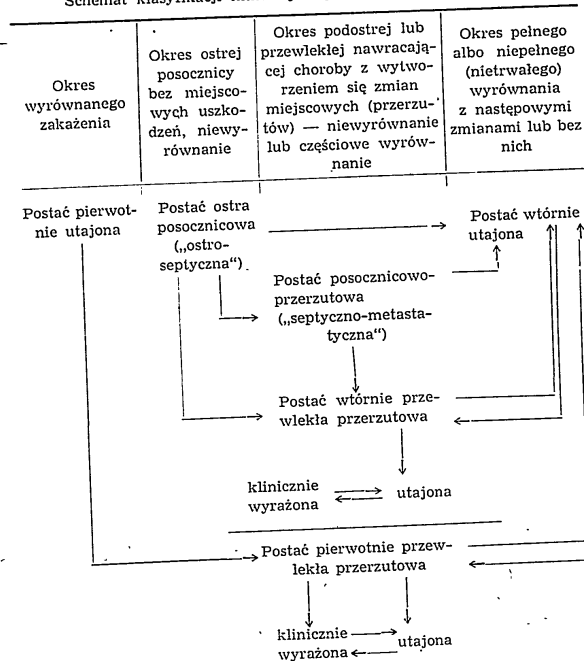 Schemat klasyfikacji
Okres
wyrównanego
zakażenia
Okres ostrej
posocznicy
bez miejsco-
wych uszko-
dzeń, niewy-
równanie
Okres podostrej lub
przewlekłej nawracają-
cej choroby z wytwo-
rzeniem się zmian
miejscowych (przerzu-
tów) — niewyrównanie
lub częściowe wyrów-
nanie
Okres pełnego
albo niepełnego
(nietrwałego)
wyrównania
z następowymi
zmianami lub bez
nich
Postać pierwot-
nie utajona
Postać ostra
posocznicowa
(„ostro-
septyczna“)
Postać wtórnie
utajona
Postać posocznicowo-
przerzutowa
(„septyczno-metasta-
tyczna“)
Postać wtórnie prze-
wlekła przerzutowa
klinicznie
wyrażona
utajona
Postać pierwotnie przew-
lekła przerzutowa
klinicznie
wyrażona
utajona